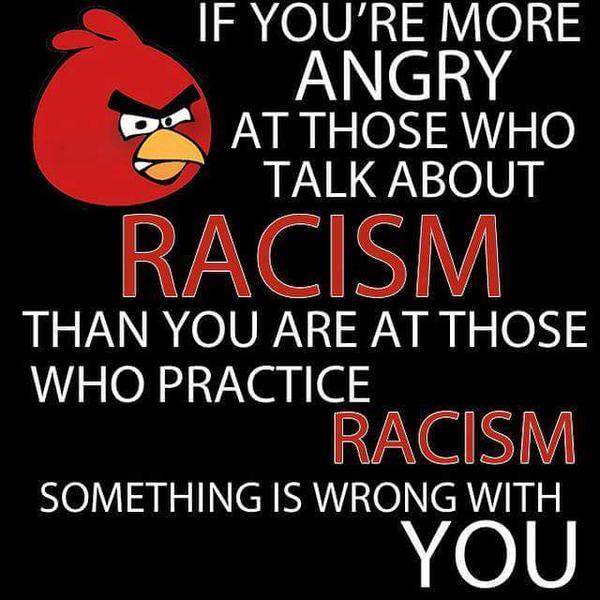 IF YOU'RE MORE
ANGRY
AT THOSE WHO
TALK ABOUT
RACISM
THAN YOU ARE AT THOSE
WHO PRACTICE
RACISM
SOMETHING IS WRONG WITH
YOU